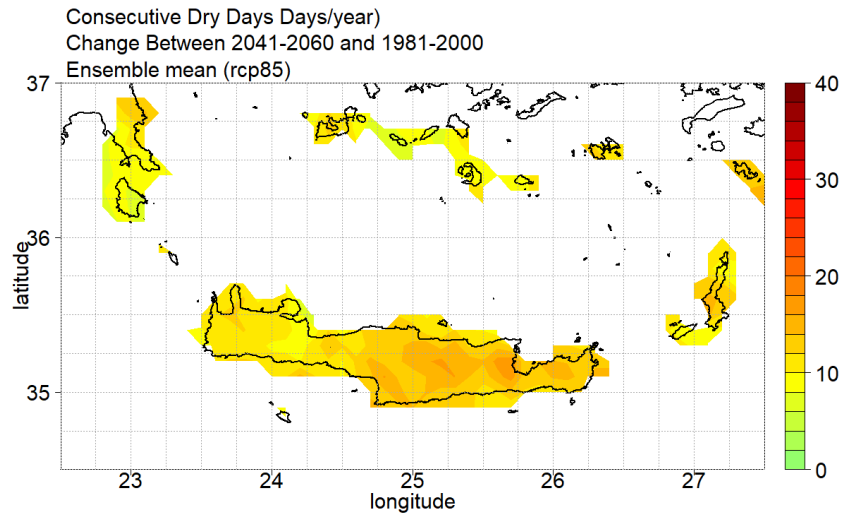 Consecutive Dry Days Days/year)
Change Between 2041-2060 and 1981-2000
Ensemble mean (rcp85)
37
36
35
latitude
23
24
25
26
27
longitude
40
30
20
10
0